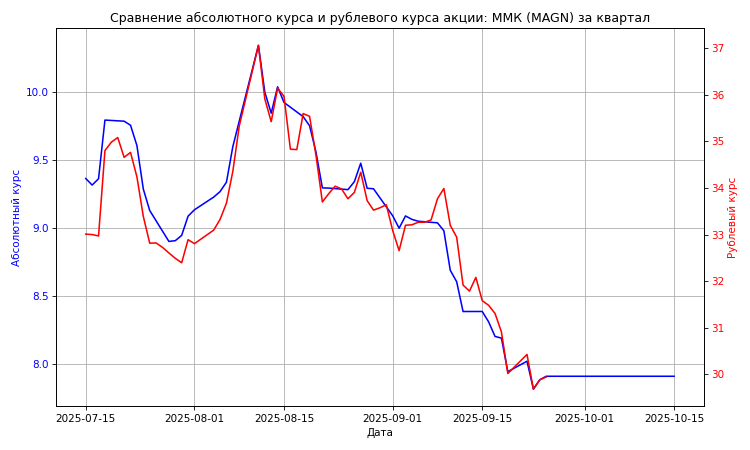 Сравнение абсолютного курса и рублевого курса акции: ММК (MAGN) за квартал
Абсолютный курс
10.0
9.5
9.0
8.5
8.0
37
36
35
34
33
32
31
30
Рублевый курс
2025-07-15 2025-08-01 2025-08-15 2025-09-01 2025-09-15 2025-10-01 2025-10-15
Дата